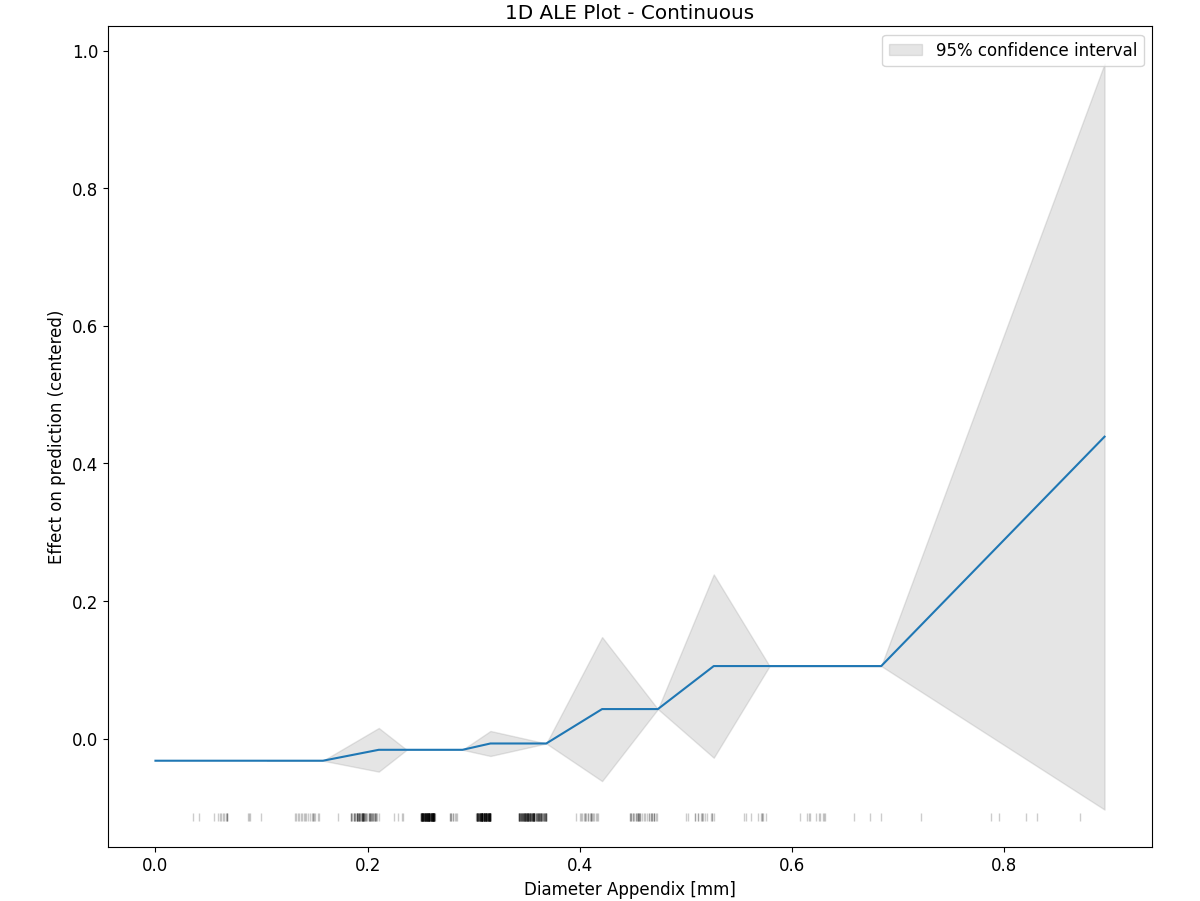 1D ALE Plot - Continuous
95% confidence interval
1.0
0.8
0.6
0.4
0.2
0.0
Effect on prediction (centered)
0.0 0.2 0.4 0.6 0.8
Diameter Appendix [mm]